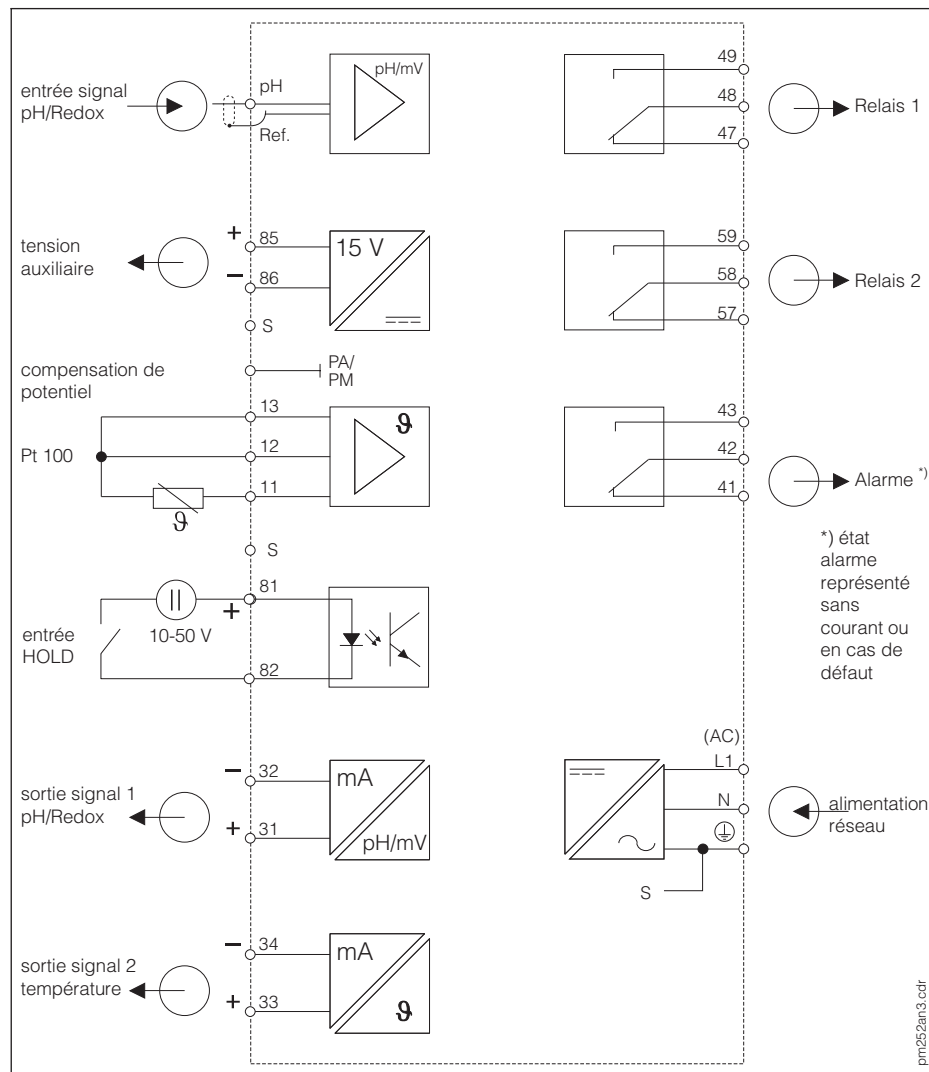 entrée signal
pH/Redox
pH
Ref.
pH/mV
49
48
47
Relais 1
tension
auxiliaire
+
85
−
86
15 V
S
59
58
57
Relais 2
compensation de
potentiel
PA/
PM
Pt 100
13
12
11
ϑ
ϑ
43
42
41
Alarme *)
*) état
alarme
représenté
sans
courant ou
en cas de
défaut
S
entrée
HOLD
10-50 V
81
+
82
sortie signal 1
pH/Redox
−
32
+
31
mA
pH/mV
(AC)
L1
N
S
alimentation
réseau
sortie signal 2
température
−
34
+
33
mA
ϑ
pm252an3.cdr